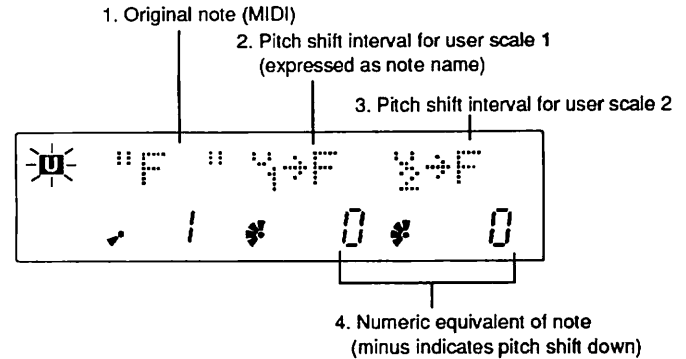 1. Original note (MIDI)
2. Pitch shift interval for user scale 1
(expressed as note name)
3. Pitch shift interval for user scale 2
U "F " →F →F
1 0 0
4. Numeric equivalent of note
(minus indicates pitch shift down)